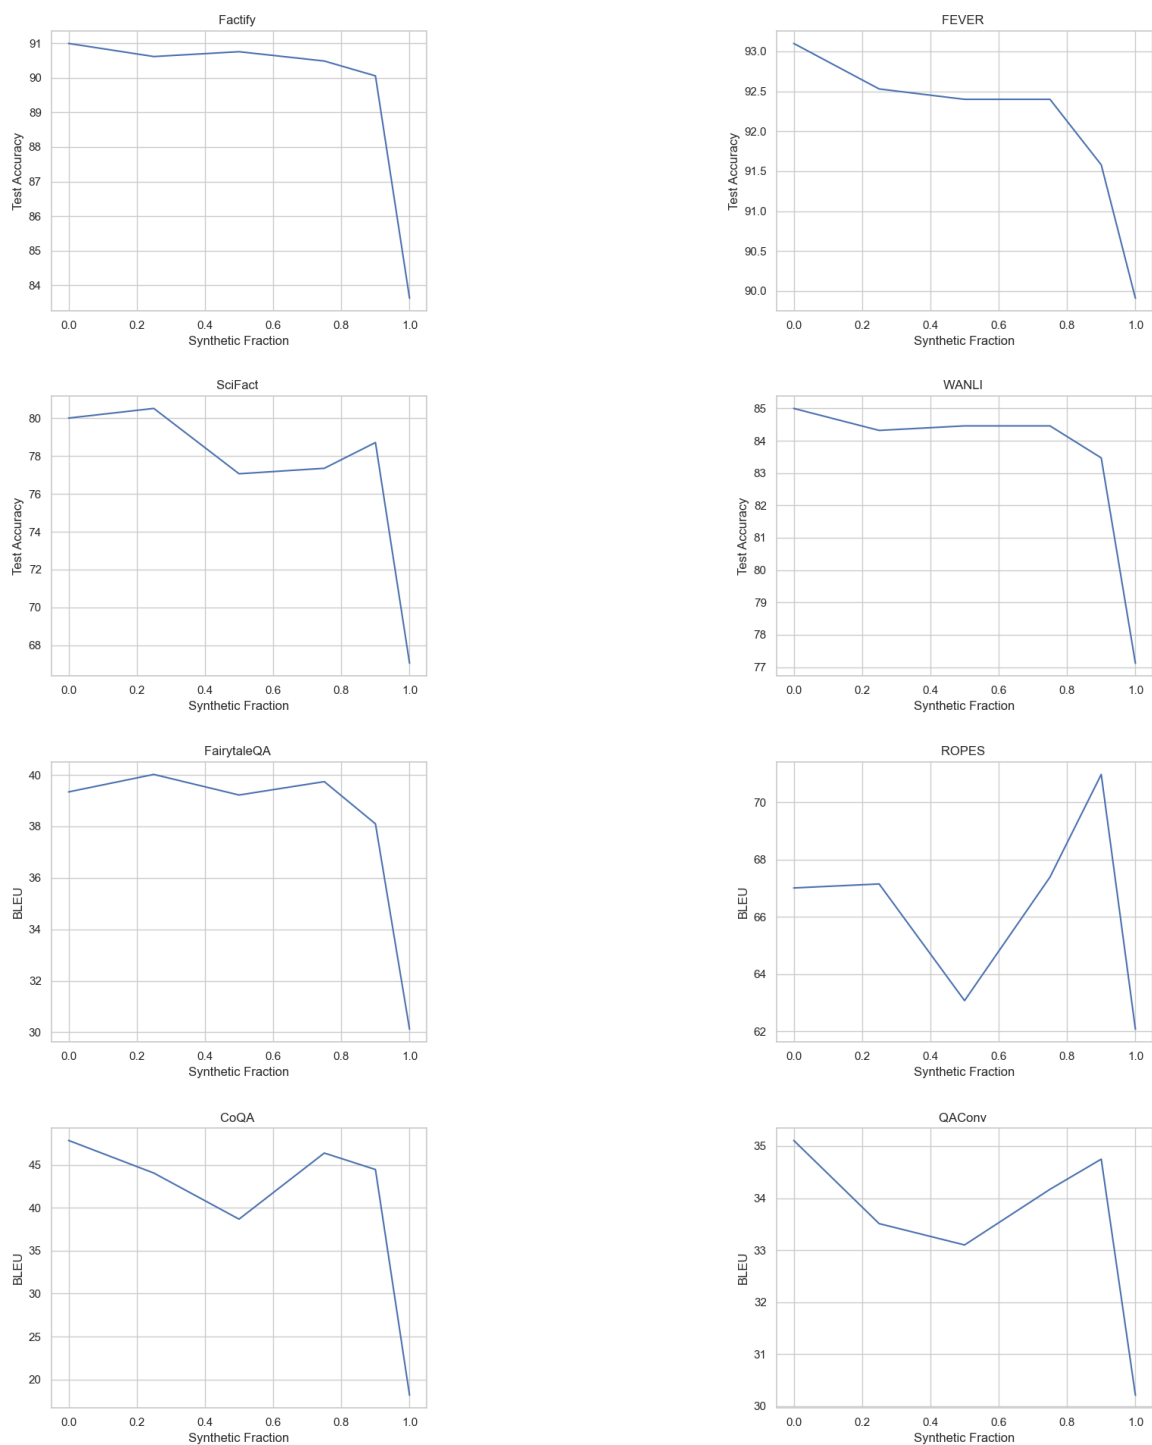 Factify
91
90
89
88
87
86
85
84
Test Accuracy
0.0 0.2 0.4 0.6 0.8 1.0
Synthetic Fraction
FEVER
93.0
92.5
92.0
91.5
91.0
90.5
90.0
Test Accuracy
0.0 0.2 0.4 0.6 0.8 1.0
Synthetic Fraction
SciFact
80
78
76
74
72
70
68
Test Accuracy
0.0 0.2 0.4 0.6 0.8 1.0
Synthetic Fraction
WANLI
85
84
83
82
81
80
79
78
77
Test Accuracy
0.0 0.2 0.4 0.6 0.8 1.0
Synthetic Fraction
FairytaleQA
40
38
36
34
32
30
BLEU
0.0 0.2 0.4 0.6 0.8 1.0
Synthetic Fraction
ROPES
70
68
66
64
62
BLEU
0.0 0.2 0.4 0.6 0.8 1.0
Synthetic Fraction
CoQA
45
40
35
30
25
20
BLEU
0.0 0.2 0.4 0.6 0.8 1.0
Synthetic Fraction
QAConv
35
34
33
32
31
30
BLEU
0.0 0.2 0.4 0.6 0.8 1.0
Synthetic Fraction